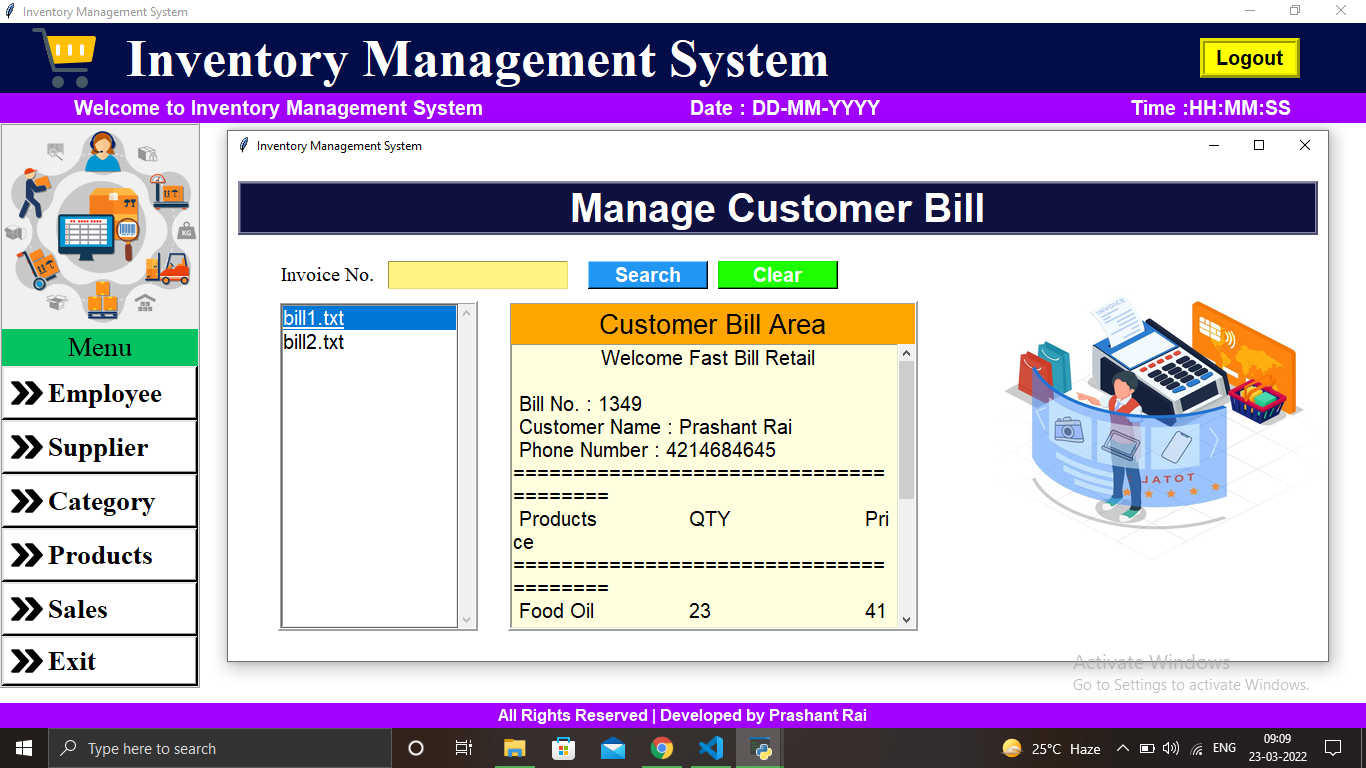 Inventory Management System
Inventory Management System
Logout
Welcome to Inventory Management System
Date : DD-MM-YYYY
Time :HH:MM:SS
KG
Menu
Employee
Supplier
Category
Products
Sales
Exit
Inventory Management System
Manage Customer Bill
Invoice No.
Search
Clear
bill1.txt
bill2.txt
Customer Bill Area
Welcome Fast Bill Retail
Bill No. : 1349
Customer Name : Prashant Rai
Phone Number : 4214684645
===============================
========
Products QTY Pri
ce
===============================
========
Food Oil 23 41
INVOICE
TOTAL
Activate Windows
Go to Settings to activate Windows.
All Rights Reserved | Developed by Prashant Rai
Type here to search
25°C Haze
ENG
09:09
23-03-2022